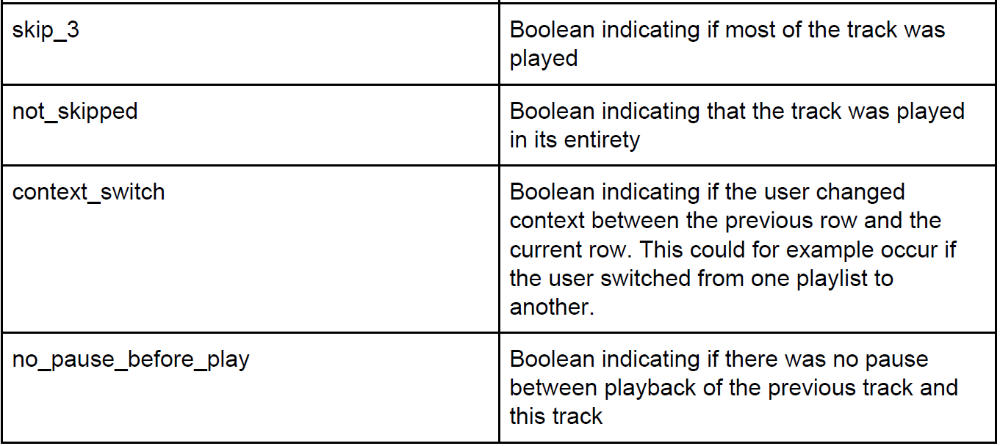 skip_3
Boolean indicating if most of the track was
played
not_skipped
Boolean indicating that the track was played
in its entirety
context_switch
Boolean indicating if the user changed
context between the previous row and the
current row. This could for example occur if
the user switched from one playlist to
another.
no_pause_before_play
Boolean indicating if there was no pause
between playback of the previous track and
this track